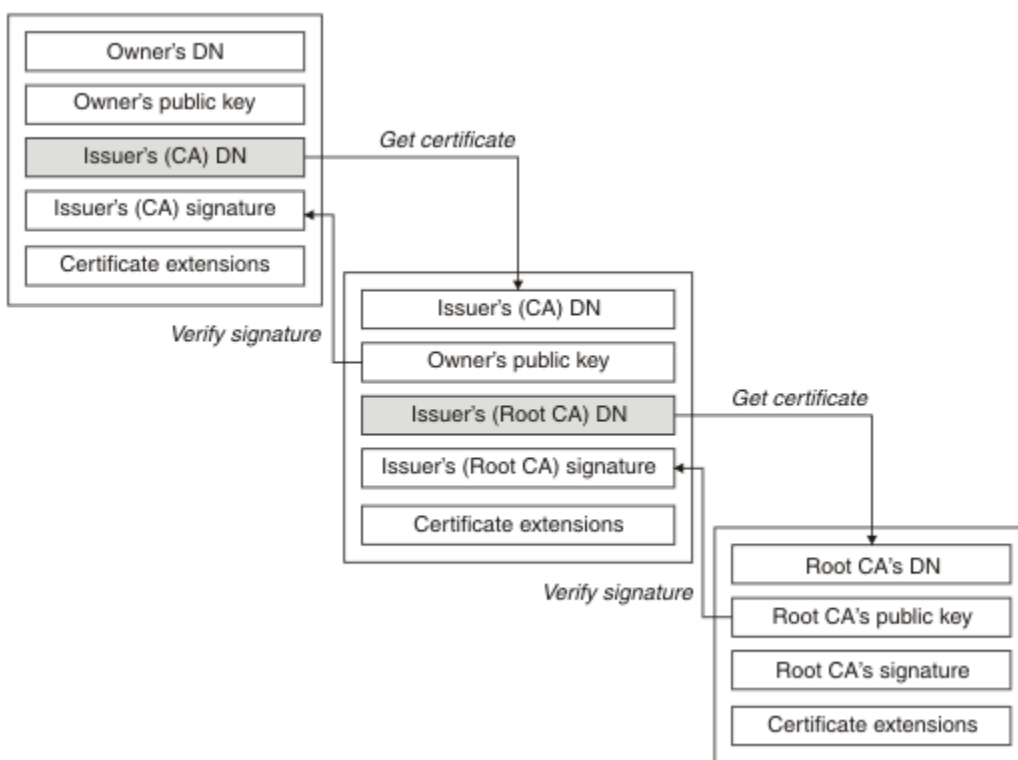 Owner's DN
Owner's public key
Issuer's (CA) DN
Issuer's (CA) signature
Certificate extensions
Get certificate
Verify signature
Issuer's (CA) DN
Owner's public key
Issuer's (Root CA) DN
Issuer's (Root CA) signature
Certificate extensions
Get certificate
Verify signature
Root CA's DN
Root CA's public key
Root CA's signature
Certificate extensions